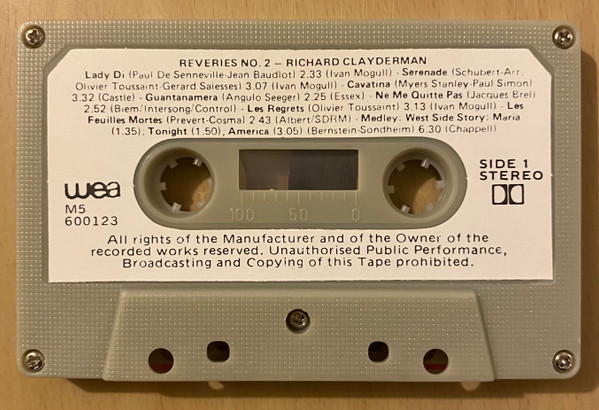 REVERIES NO. 2 – RICHARD CLAYDERMAN
Lady Di (Paul De Senneville-Jean Baudlot) 2.33 (Ivan Mogull) - Serenade (Schubert-Arr.
Olivier Toussaint-Gerard Salesses) 3.07 (Ivan Mogull) - Cavatina (Myers Stanley-Paul Simon)
3.32 (Castle) - Guantanamera (Angulo Seeger) 2.25 (Essex) - Ne Me Quitte Pas (Jacques Brel)
2.52 (Biem/Intersong/Control) - Les Regrets (Olivier Toussaint) 3.13 (Ivan Mogull) - Les
Feuilles Mortes (Prevert-Cosma) 2 43 (Albert/SDRM) - Medley: West Side Story: Maria
(1.35); Tonight (1.50), America (3.05) (Bernstein-Sondheim) 6.30 (Chappell)
SIDE 1
STEREO
wea
M5
600123
100 50 0
All rights of the Manufacturer and of the Owner of the
recorded works reserved. Unauthorised Public Performance,
Broadcasting and Copying of this Tape prohibited.